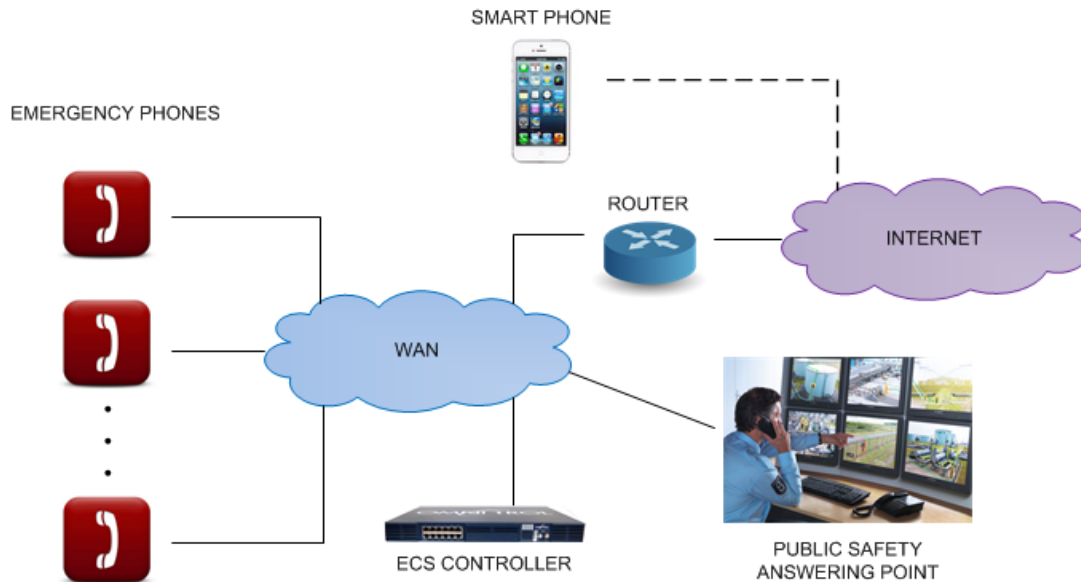 SMART PHONE
EMERGENCY PHONES
ROUTER
INTERNET
WAN
ECS CONTROLLER
PUBLIC SAFETY
ANSWERING POINT